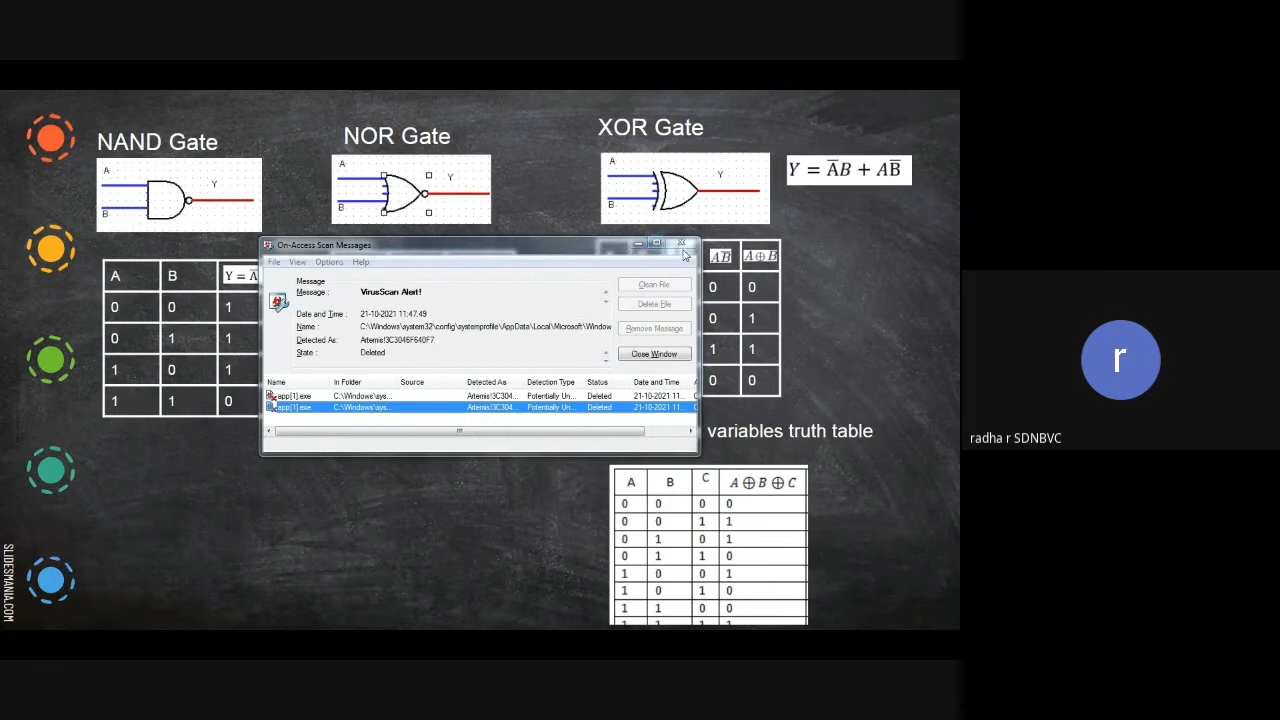 NAND Gate
NOR Gate
XOR Gate
A
B
Y
A
B
Y
A
B
Y
Y = A̅B + AB̅
A B Y = A̅
0 0 1
0 1 1
1 0 1
1 1 0
On-Access Scan Messages
File View Options Help
Message
Message : VirusScan Alert!
Date and Time : 21-10-2021 11:47:49
Name : C:\Windows\system32\config\systemprofile\AppData\Local\Microsoft\Window
Detected As : Artemis!3C3046F640F7
State : Deleted
Clean File
Delete File
Remove Message
Close Window
Name In Folder Source Detected As Detection Type Status Date and Time
app[1].exe C:\Windows\sys... Artemis!3C304... Potentially Un... Deleted 21-10-2021 11...
app[1].exe C:\Windows\sys... Artemis!3C304... Potentially Un... Deleted 21-10-2021 11...
A⊕B
0 0
0 1
1 1
0 0
variables truth table
A B C A ⊕ B ⊕ C
0 0 0 0
0 0 1 1
0 1 0 1
0 1 1 0
1 0 0 1
1 0 1 0
1 1 0 0
SLIDESMANIA.COM
r
radha r SDNBVC